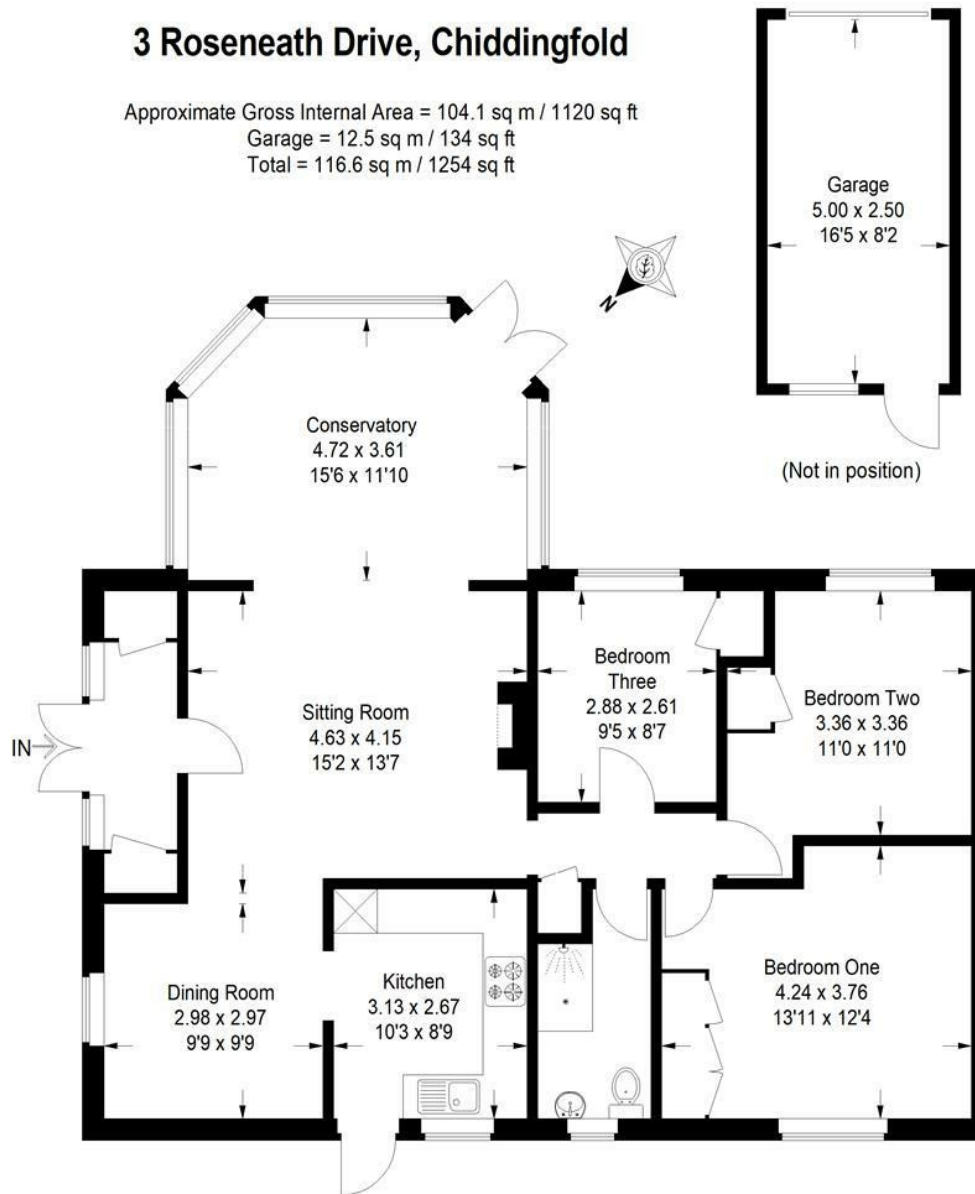 3 Roseneath Drive, Chiddingfold
Approximate Gross Internal Area = 104.1 sq m / 1120 sq ft
Garage = 12.5 sq m / 134 sq ft
Total = 116.6 sq m / 1254 sq ft
Garage
5.00 x 2.50
16'5 x 8'2
(Not in position)
N
Conservatory
4.72 x 3.61
15'6 x 11'10
IN
Sitting Room
4.63 x 4.15
15'2 x 13'7
Bedroom
Three
2.88 x 2.61
9'5 x 8'7
Bedroom Two
3.36 x 3.36
11'0 x 11'0
Dining Room
2.98 x 2.97
9'9 x 9'9
Kitchen
3.13 x 2.67
10'3 x 8'9
Bedroom One
4.24 x 3.76
13'11 x 12'4